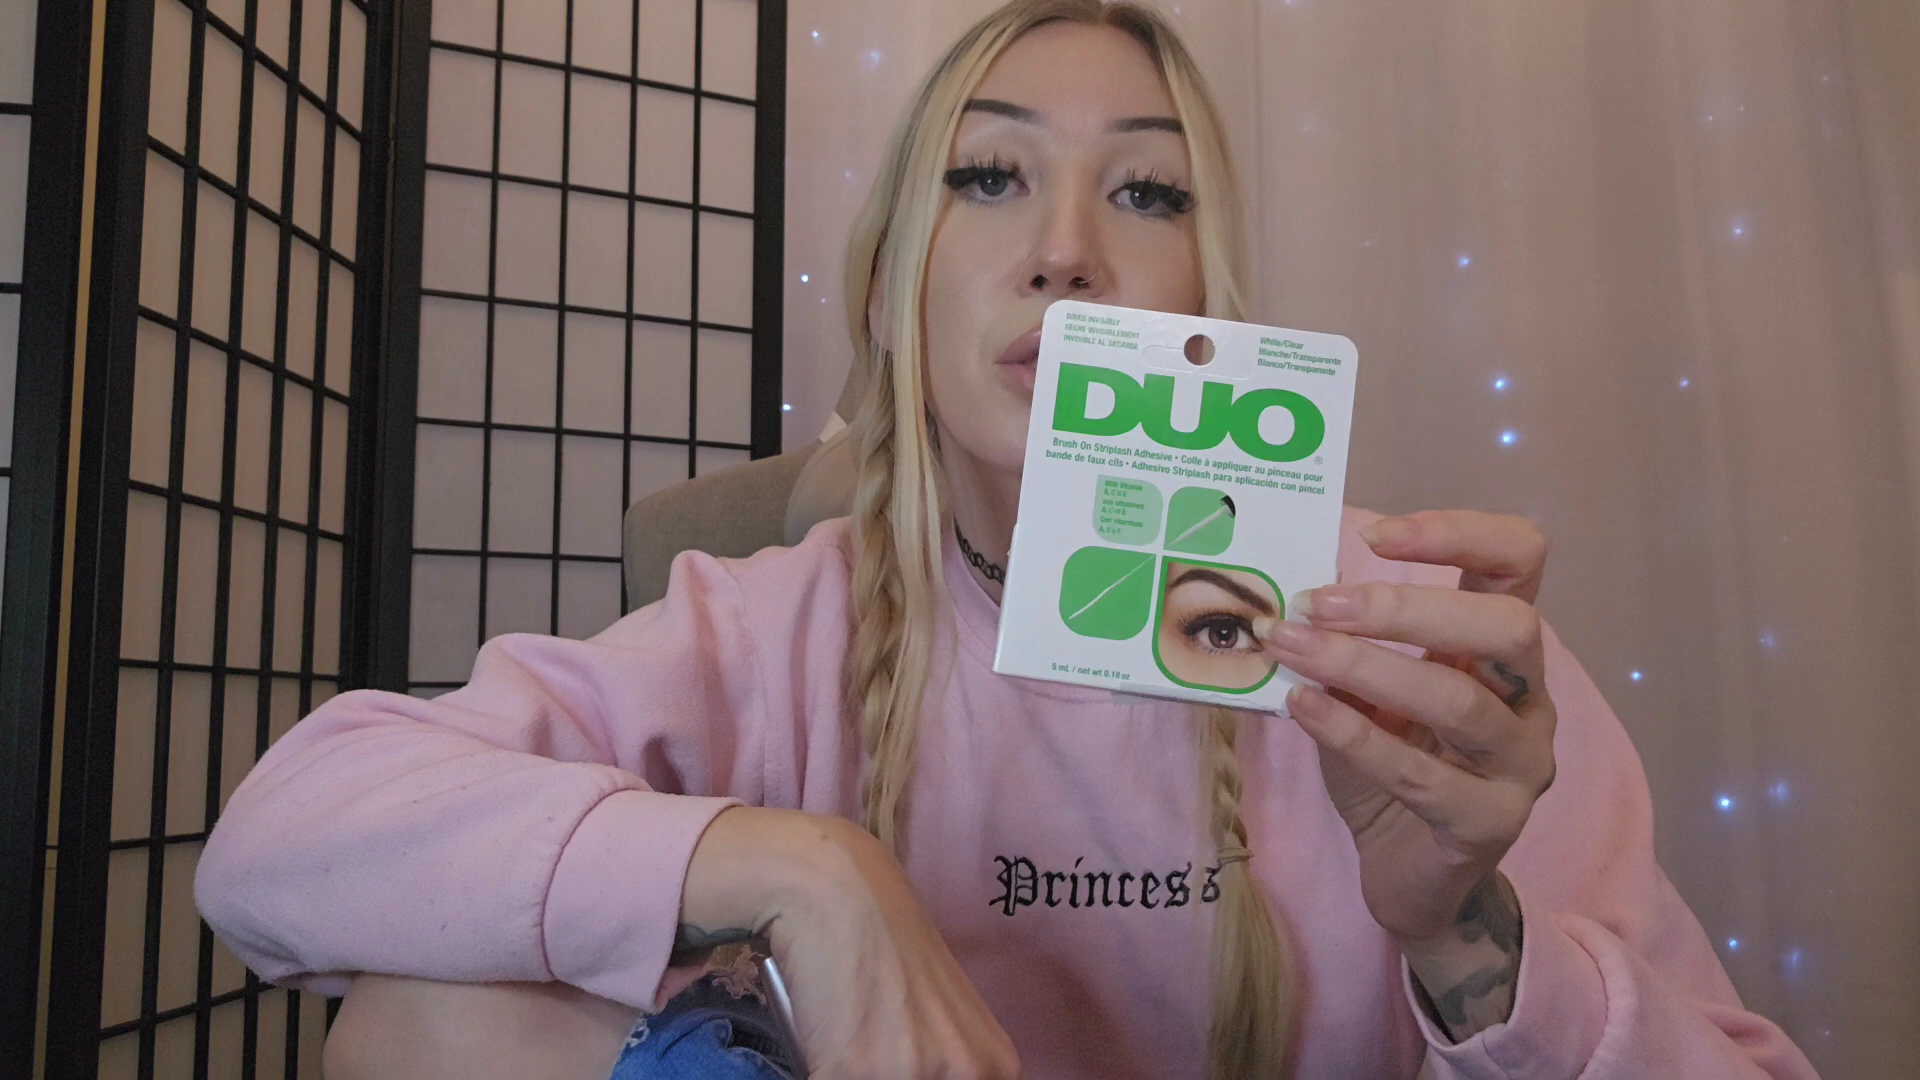 DRIES INVISIBLY
SÈCHE INVISIBLEMENT
INVISIBLE AL SECARSE
White/Clear
Blanche/Transparente
Blanco/Transparente
DUO®
Brush On Striplash Adhesive • Colle à appliquer au pinceau pour
bande de faux cils • Adhesivo Striplash para aplicación con pincel
With Vitamins
A, C & E
aux vitamines
A, C et E
Con vitaminas
A, C y E
5 mL / net wt 0.18 oz
Princess